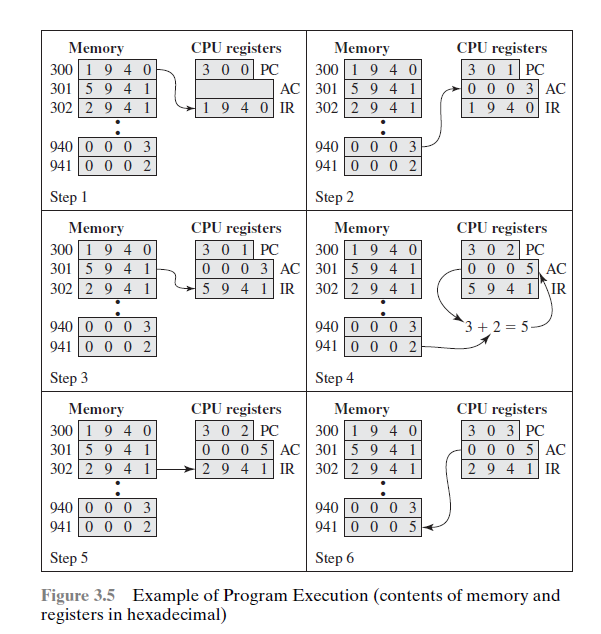 Memory CPU registers
300 1 9 4 0 3 0 0 PC
301 5 9 4 1 AC
302 2 9 4 1 1 9 4 0 IR
940 0 0 0 3
941 0 0 0 2
Step 1
Memory CPU registers
300 1 9 4 0 3 0 1 PC
301 5 9 4 1 0 0 0 3 AC
302 2 9 4 1 1 9 4 0 IR
940 0 0 0 3
941 0 0 0 2
Step 2
Memory CPU registers
300 1 9 4 0 3 0 1 PC
301 5 9 4 1 0 0 0 3 AC
302 2 9 4 1 5 9 4 1 IR
940 0 0 0 3
941 0 0 0 2
Step 3
Memory CPU registers
300 1 9 4 0 3 0 2 PC
301 5 9 4 1 0 0 0 5 AC
302 2 9 4 1 5 9 4 1 IR
940 0 0 0 3 3 + 2 = 5
941 0 0 0 2
Step 4
Memory CPU registers
300 1 9 4 0 3 0 2 PC
301 5 9 4 1 0 0 0 5 AC
302 2 9 4 1 2 9 4 1 IR
940 0 0 0 3
941 0 0 0 2
Step 5
Memory CPU registers
300 1 9 4 0 3 0 3 PC
301 5 9 4 1 0 0 0 5 AC
302 2 9 4 1 2 9 4 1 IR
940 0 0 0 3
941 0 0 0 5
Step 6
Figure 3.5 Example of Program Execution (contents of memory and
registers in hexadecimal)